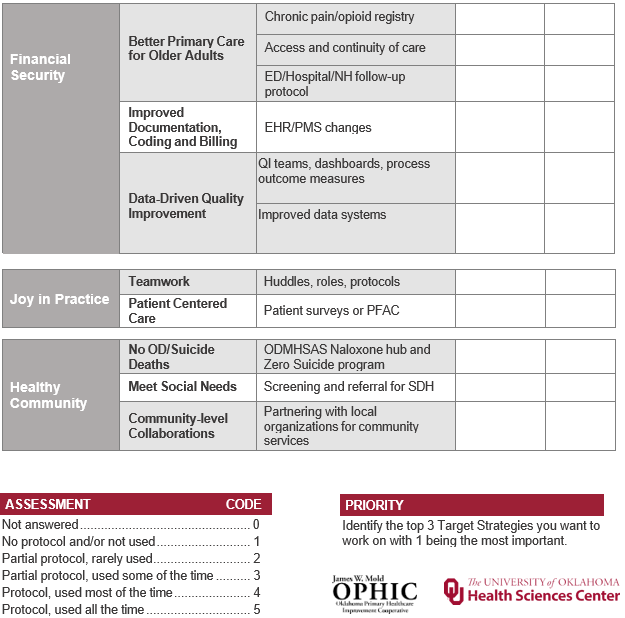 Financial
Security
Better Primary Care
for Older Adults
Chronic pain/opioid registry
Access and continuity of care
ED/Hospital/NH follow-up
protocol
Improved
Documentation,
Coding and Billing
EHR/PMS changes
Data-Driven Quality
Improvement
QI teams, dashboards, process
outcome measures
Improved data systems
Joy in Practice
Teamwork
Huddles, roles, protocols
Patient Centered
Care
Patient surveys or PFAC
Healthy
Community
No OD/Suicide
Deaths
ODMHSAS Naloxone hub and
Zero Suicide program
Meet Social Needs
Screening and referral for SDH
Community-level
Collaborations
Partnering with local
organizations for community
services
ASSESSMENT CODE
Not answered.................................................. 0
No protocol and/or not used............................ 1
Partial protocol, rarely used............................. 2
Partial protocol, used some of the time .......... 3
Protocol, used most of the time....................... 4
Protocol, used all the time............................... 5
PRIORITY
Identify the top 3 Target Strategies you want to
work on with 1 being the most important.
James W. Mold
OPHIC
Oklahoma Primary Healthcare
Improvement Cooperative
The UNIVERSITY of OKLAHOMA
Health Sciences Center